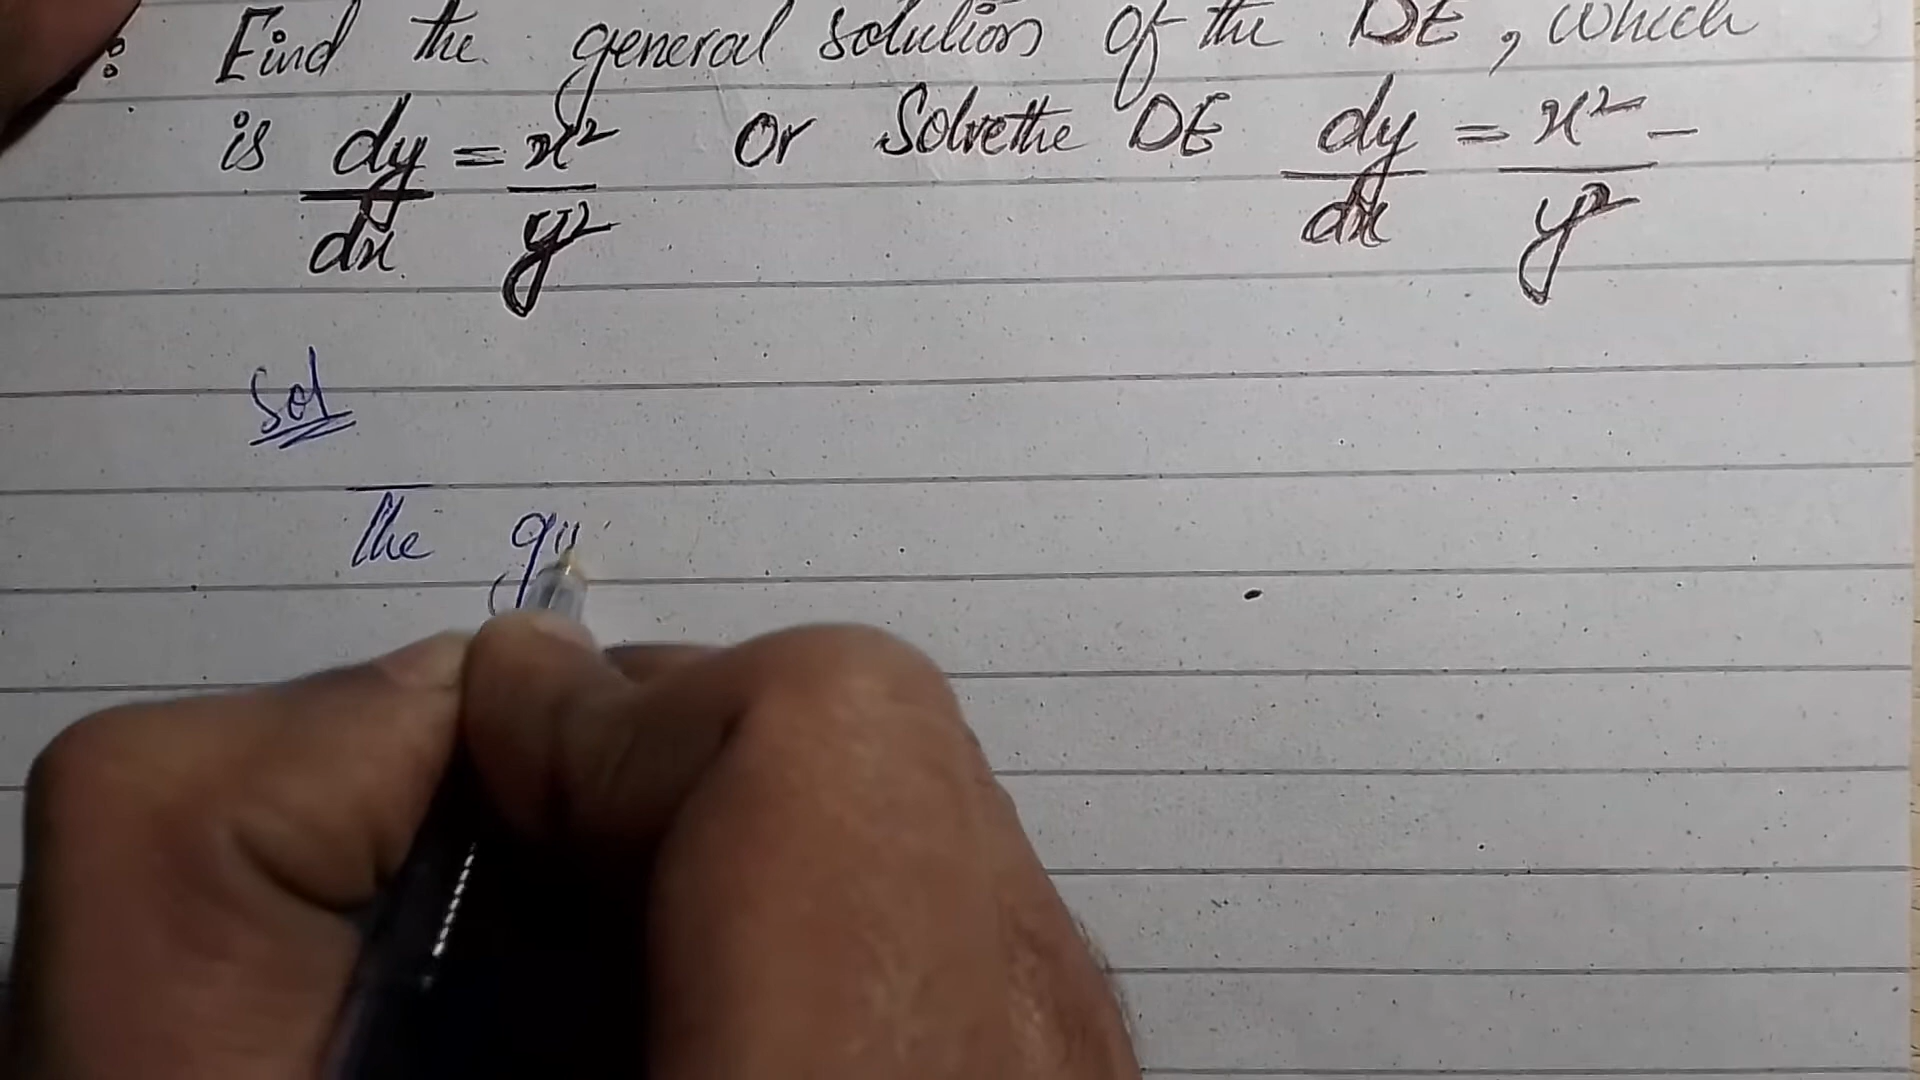 : Find the general solution of the DE, which
is dy/dx = x²/y² or Solve the DE dy/dx = x²/y² –
Sol
The gi